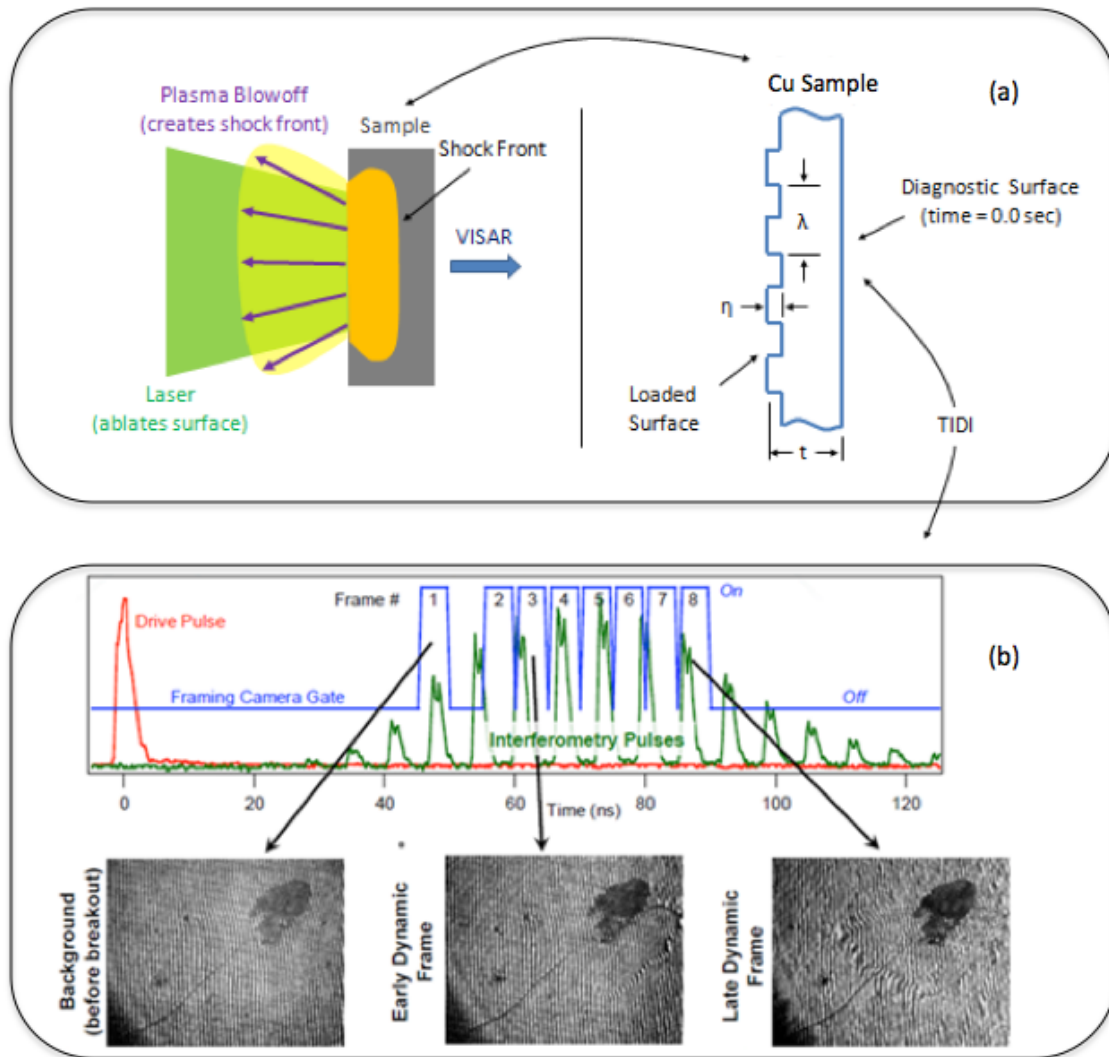 Plasma Blowoff
(creates shock front)
Sample
Shock Front
VISAR
Laser
(ablates surface)
Cu Sample
(a)
λ
η
Diagnostic Surface
(time = 0.0 sec)
Loaded
Surface
t
TIDI
Frame #
1
2
3
4
5
6
7
8
On
Drive Pulse
(b)
Framing Camera Gate
Off
Interferometry Pulses
0
20
40
60
80
100
120
Time (ns)
Background
(before breakout)
Early Dynamic
Frame
Late Dynamic
Frame